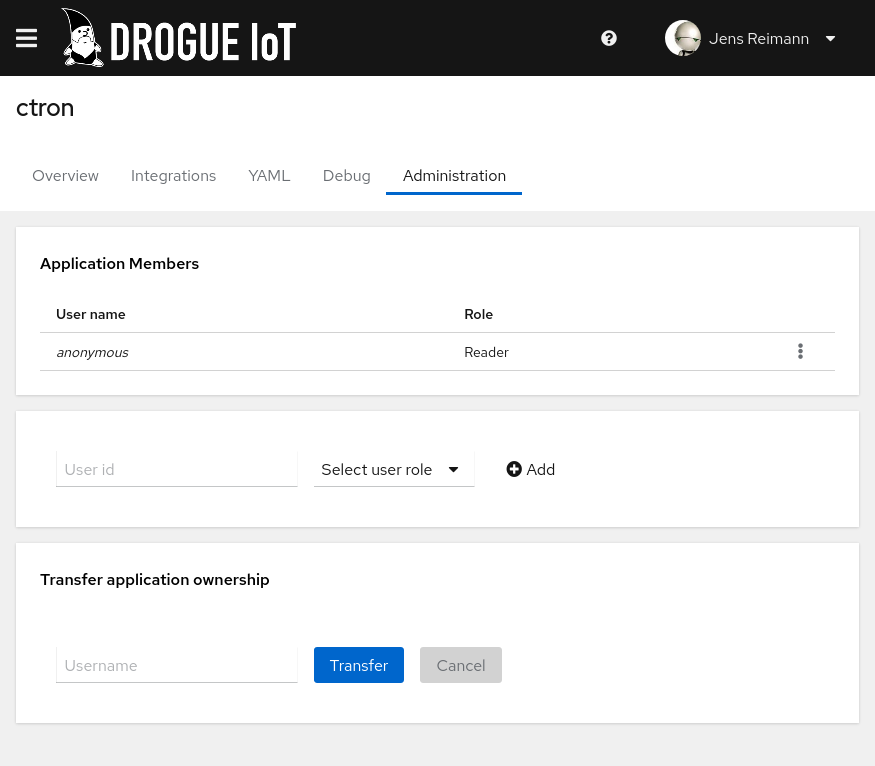 DROGUE IoT
Jens Reimann
ctron
Overview Integrations YAML Debug Administration
Application Members
User name Role
anonymous Reader
User id Select user role Add
Transfer application ownership
Username Transfer Cancel